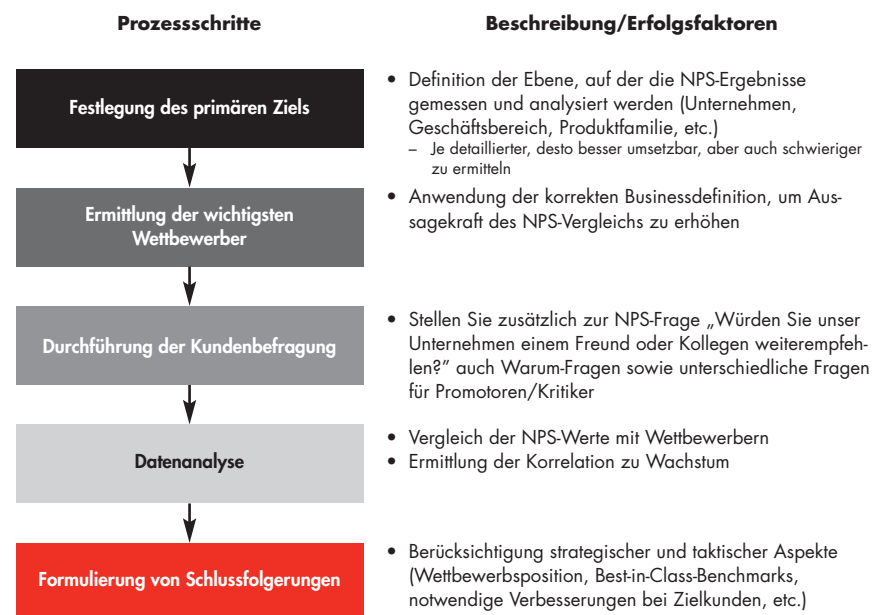 Prozessschritte
Beschreibung/Erfolgsfaktoren
Festlegung des primären Ziels
• Definition der Ebene, auf der die NPS-Ergebnisse
gemessen und analysiert werden (Unternehmen,
Geschäftsbereich, Produktfamilie, etc.)
– Je detaillierter, desto besser umsetzbar, aber auch schwieriger
zu ermitteln
Ermittlung der wichtigsten
Wettbewerber
• Anwendung der korrekten Businessdefinition, um Aus-
sagekraft des NPS-Vergleichs zu erhöhen
Durchführung der Kundenbefragung
• Stellen Sie zusätzlich zur NPS-Frage „Würden Sie unser
Unternehmen einem Freund oder Kollegen weiterempfeh-
len?” auch Warum-Fragen sowie unterschiedliche Fragen
für Promotoren/Kritiker
Datenanalyse
• Vergleich der NPS-Werte mit Wettbewerbern
• Ermittlung der Korrelation zu Wachstum
Formulierung von Schlussfolgerungen
• Berücksichtigung strategischer und taktischer Aspekte
(Wettbewerbsposition, Best-in-Class-Benchmarks,
notwendige Verbesserungen bei Zielkunden, etc.)